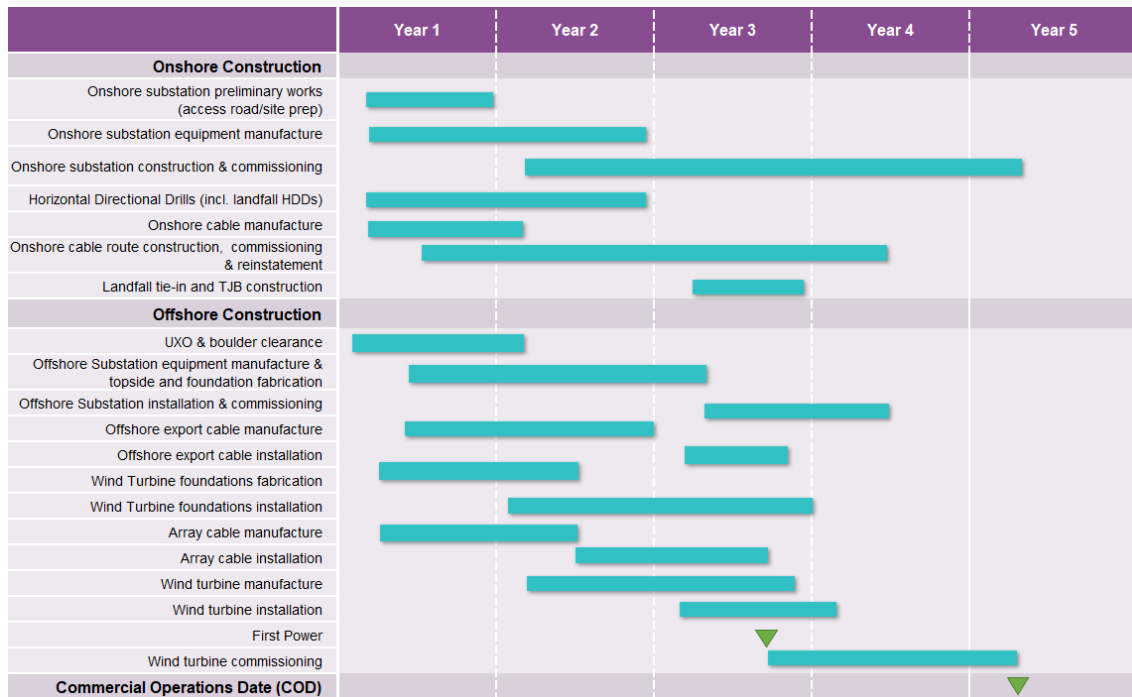 Year 1 Year 2 Year 3 Year 4 Year 5
Onshore Construction
Onshore substation preliminary works
(access road/site prep)
Onshore substation equipment manufacture
Onshore substation construction & commissioning
Horizontal Directional Drills (incl. landfall HDDs)
Onshore cable manufacture
Onshore cable route construction, commissioning
& reinstatement
Landfall tie-in and TJB construction
Offshore Construction
UXO & boulder clearance
Offshore Substation equipment manufacture &
topside and foundation fabrication
Offshore Substation installation & commissioning
Offshore export cable manufacture
Offshore export cable installation
Wind Turbine foundations fabrication
Wind Turbine foundations installation
Array cable manufacture
Array cable installation
Wind turbine manufacture
Wind turbine installation
First Power
Wind turbine commissioning
Commercial Operations Date (COD)